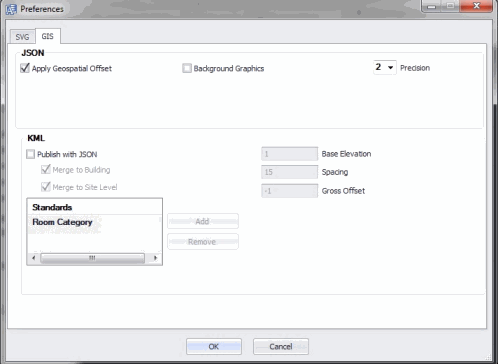 Preferences
SVG GIS
JSON
Apply Geospatial Offset Background Graphics 2 Precision
KML
Publish with JSON 1 Base Elevation
Merge to Building 15 Spacing
Merge to Site Level -1 Gross Offset
Standards
Room Category Add
Remove
OK Cancel